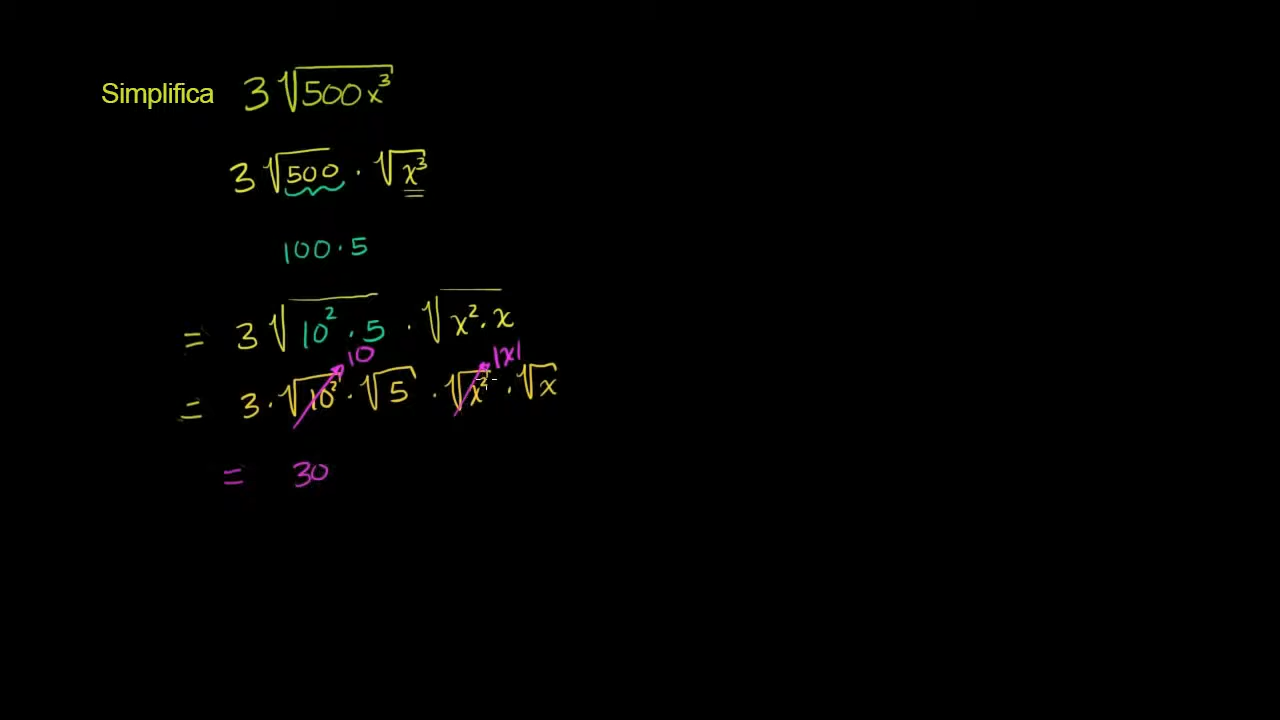 Simplifica 3√500x³
3√500 · √x³
100 · 5
= 3√10² · 5 · √x² · x
10 |x|
= 3 · √10² · √5 · √x² · √x
= 30